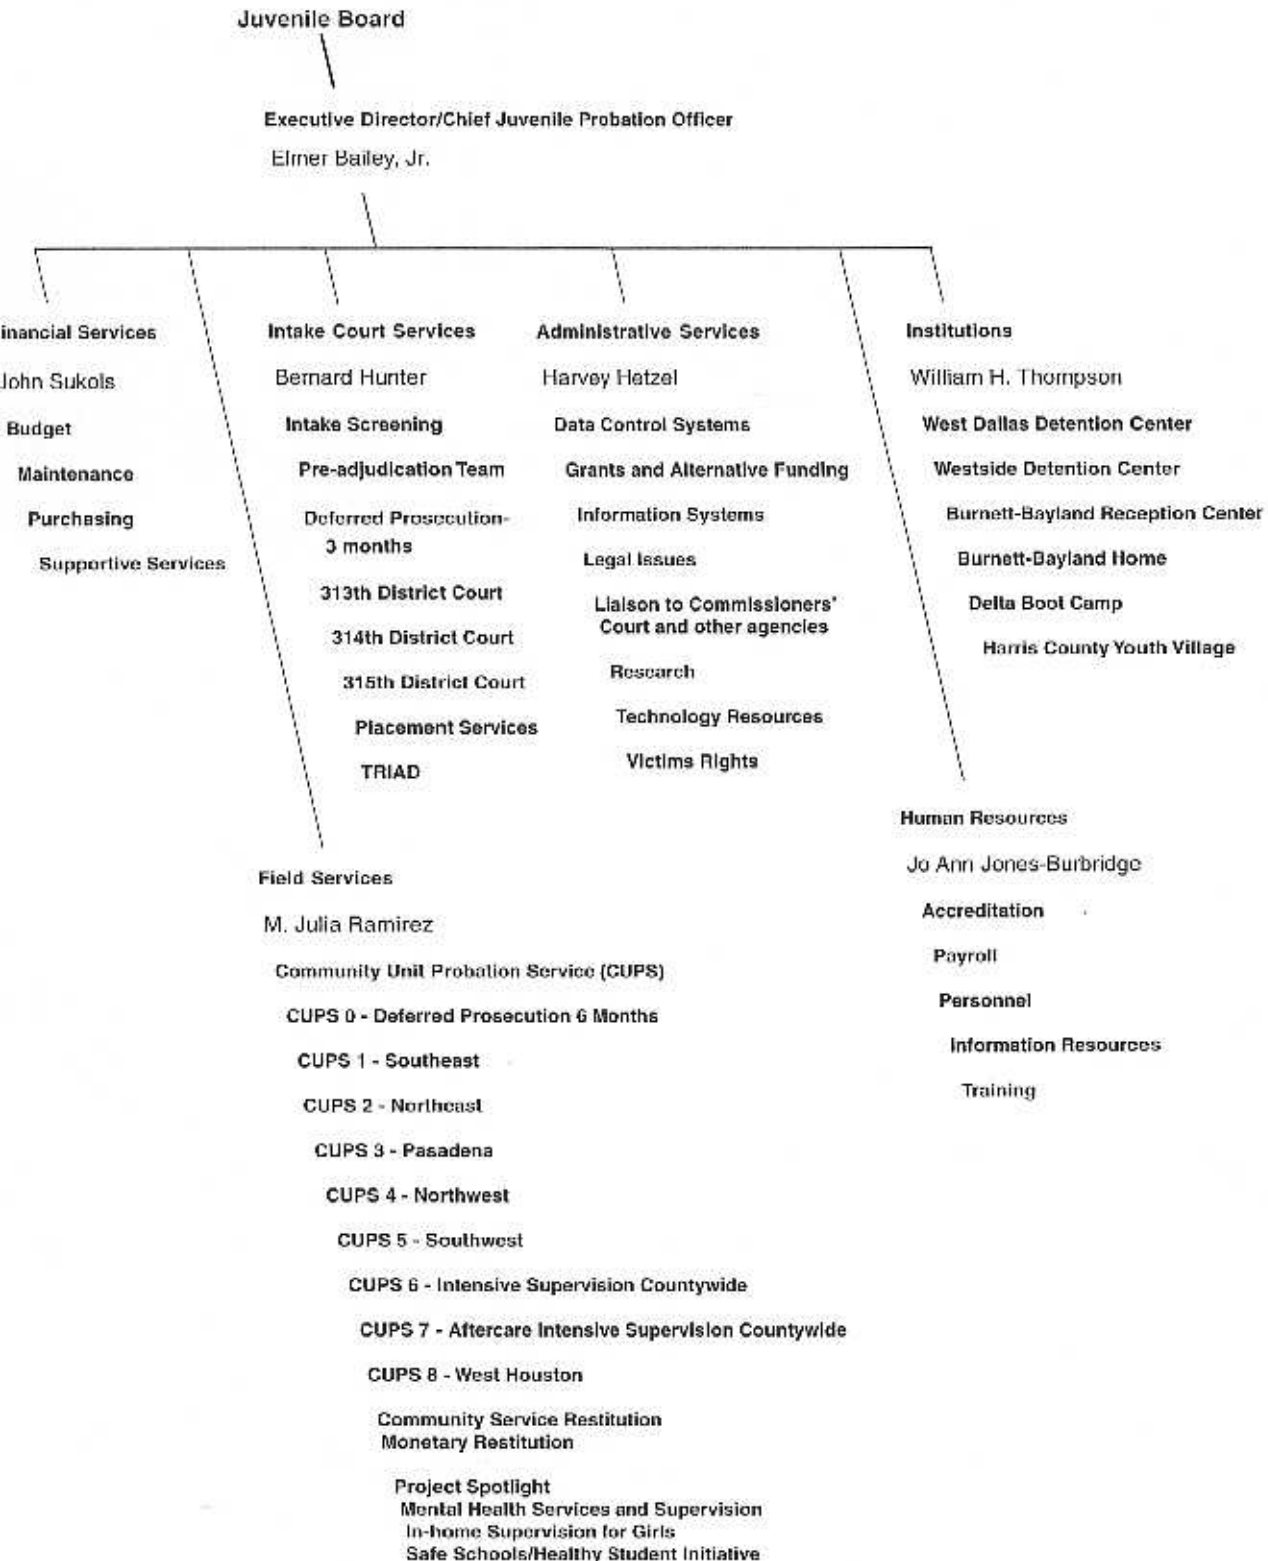 Juvenile Board
Executive Director/Chief Juvenile Probation Officer
Elmer Bailey, Jr.
inancial Services
John Sukols
Budget
Maintenance
Purchasing
Supportive Services
Intake Court Services
Bernard Hunter
Intake Screening
Pre-adjudication Team
Deferred Prosecution-
3 months
313th District Court
314th District Court
315th District Court
Placement Services
TRIAD
Administrative Services
Harvey Hetzel
Data Control Systems
Grants and Alternative Funding
Information Systems
Legal Issues
Liaison to Commissioners'
Court and other agencies
Research
Technology Resources
Victims Rights
Institutions
William H. Thompson
West Dallas Detention Center
Westside Detention Center
Burnett-Bayland Reception Center
Burnett-Bayland Home
Delta Boot Camp
Harris County Youth Village
Human Resources
Jo Ann Jones-Burbridge
Accreditation
Payroll
Personnel
Information Resources
Training
Field Services
M. Julia Ramirez
Community Unit Probation Service (CUPS)
CUPS 0 - Deferred Prosecution 6 Months
CUPS 1 - Southeast
CUPS 2 - Northeast
CUPS 3 - Pasadena
CUPS 4 - Northwest
CUPS 5 - Southwest
CUPS 6 - Intensive Supervision Countywide
CUPS 7 - Aftercare Intensive Supervision Countywide
CUPS 8 - West Houston
Community Service Restitution
Monetary Restitution
Project Spotlight
Mental Health Services and Supervision
In-home Supervision for Girls
Safe Schools/Healthy Student Initiative